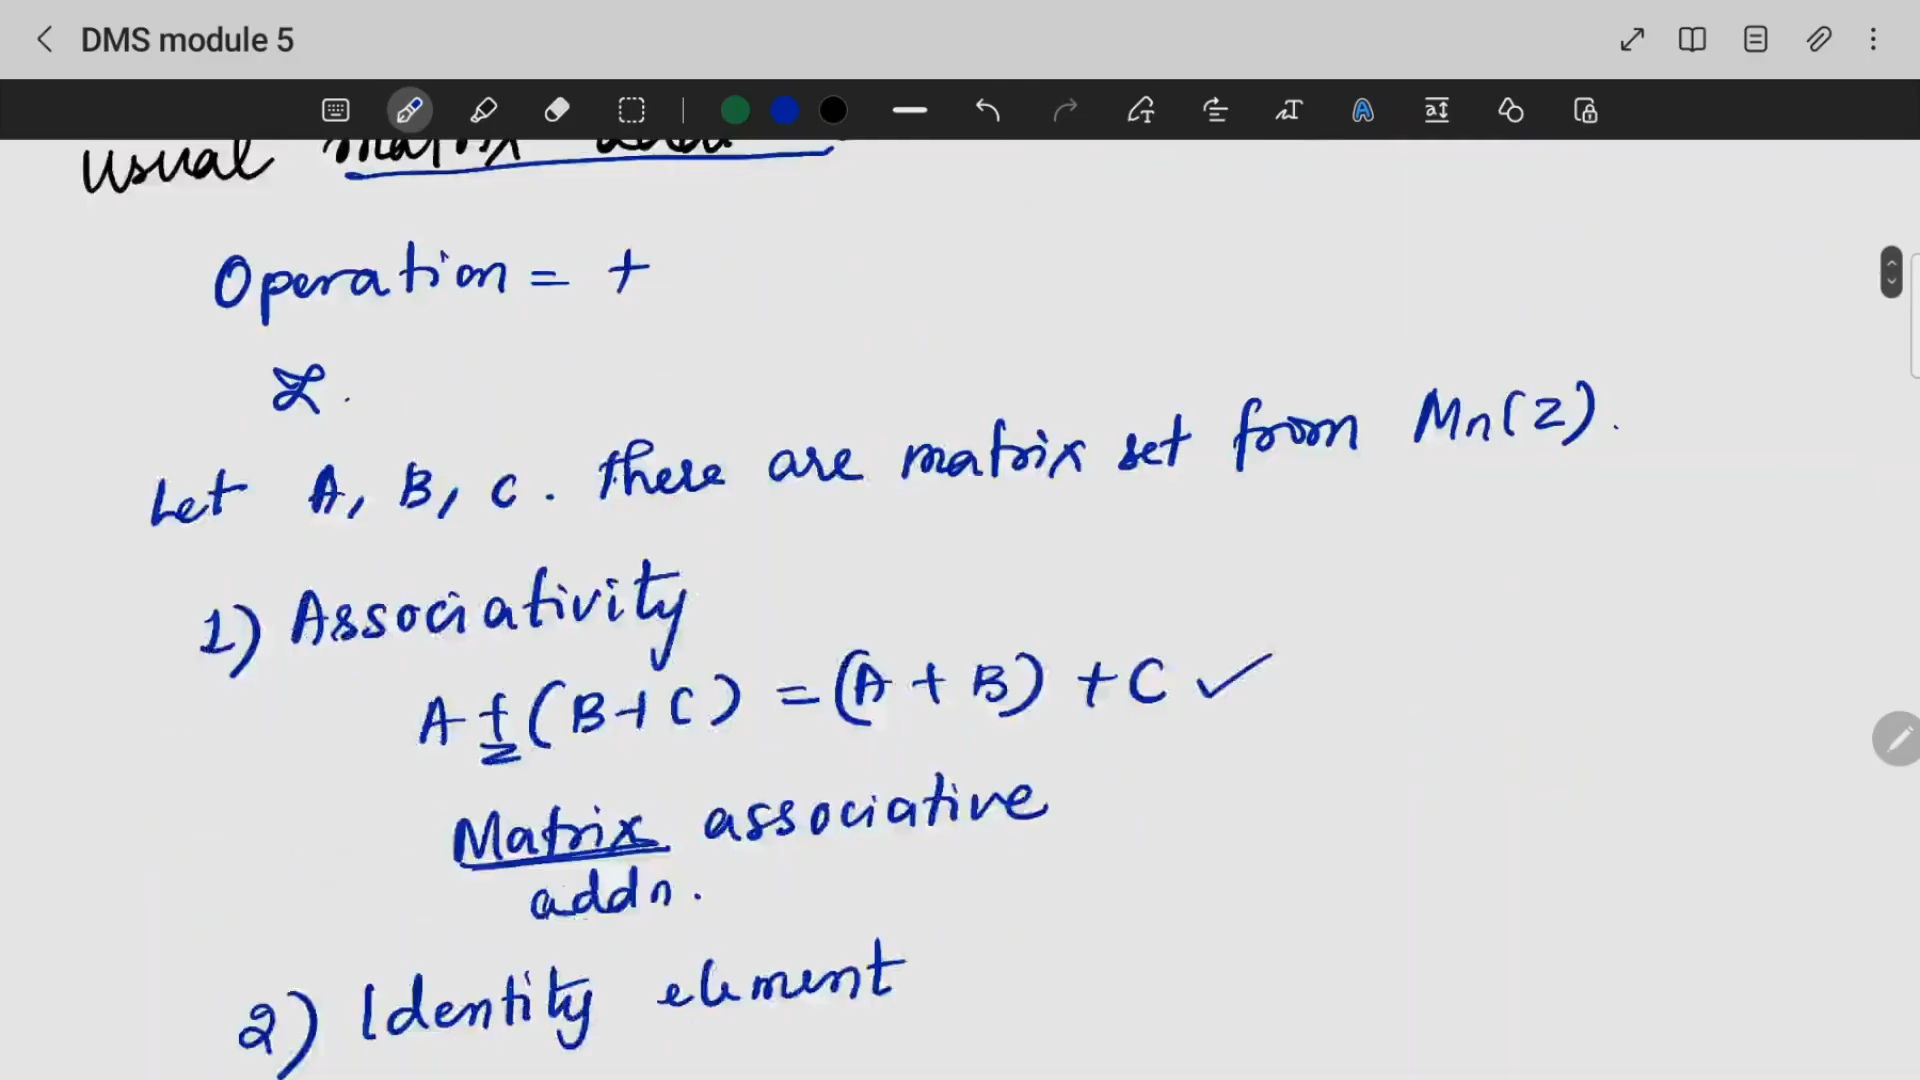 DMS module 5
usual matrix
Operation = +
Z.
Let A, B, C. there are matrix set from Mn(Z).
1) Associativity
A + (B + C) = (A + B) + C ✓
Matrix associative
addn.
2) Identity element